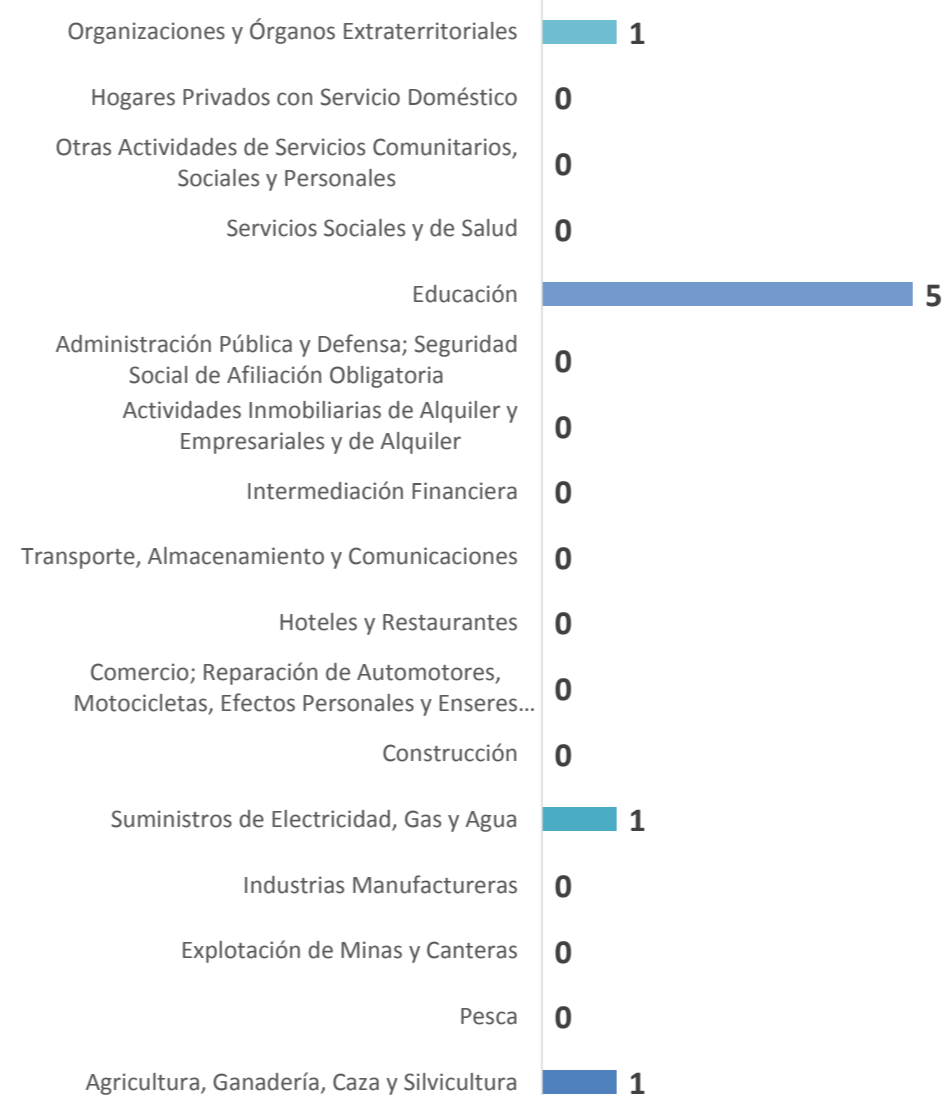 Organizaciones y Órganos Extraterritoriales 1
Hogares Privados con Servicio Doméstico 0
Otras Actividades de Servicios Comunitarios,
Sociales y Personales 0
Servicios Sociales y de Salud 0
Educación 5
Administración Pública y Defensa; Seguridad
Social de Afiliación Obligatoria 0
Actividades Inmobiliarias de Alquiler y
Empresariales y de Alquiler 0
Intermediación Financiera 0
Transporte, Almacenamiento y Comunicaciones 0
Hoteles y Restaurantes 0
Comercio; Reparación de Automotores,
Motocicletas, Efectos Personales y Enseres... 0
Construcción 0
Suministros de Electricidad, Gas y Agua 1
Industrias Manufactureras 0
Explotación de Minas y Canteras 0
Pesca 0
Agricultura, Ganadería, Caza y Silvicultura 1